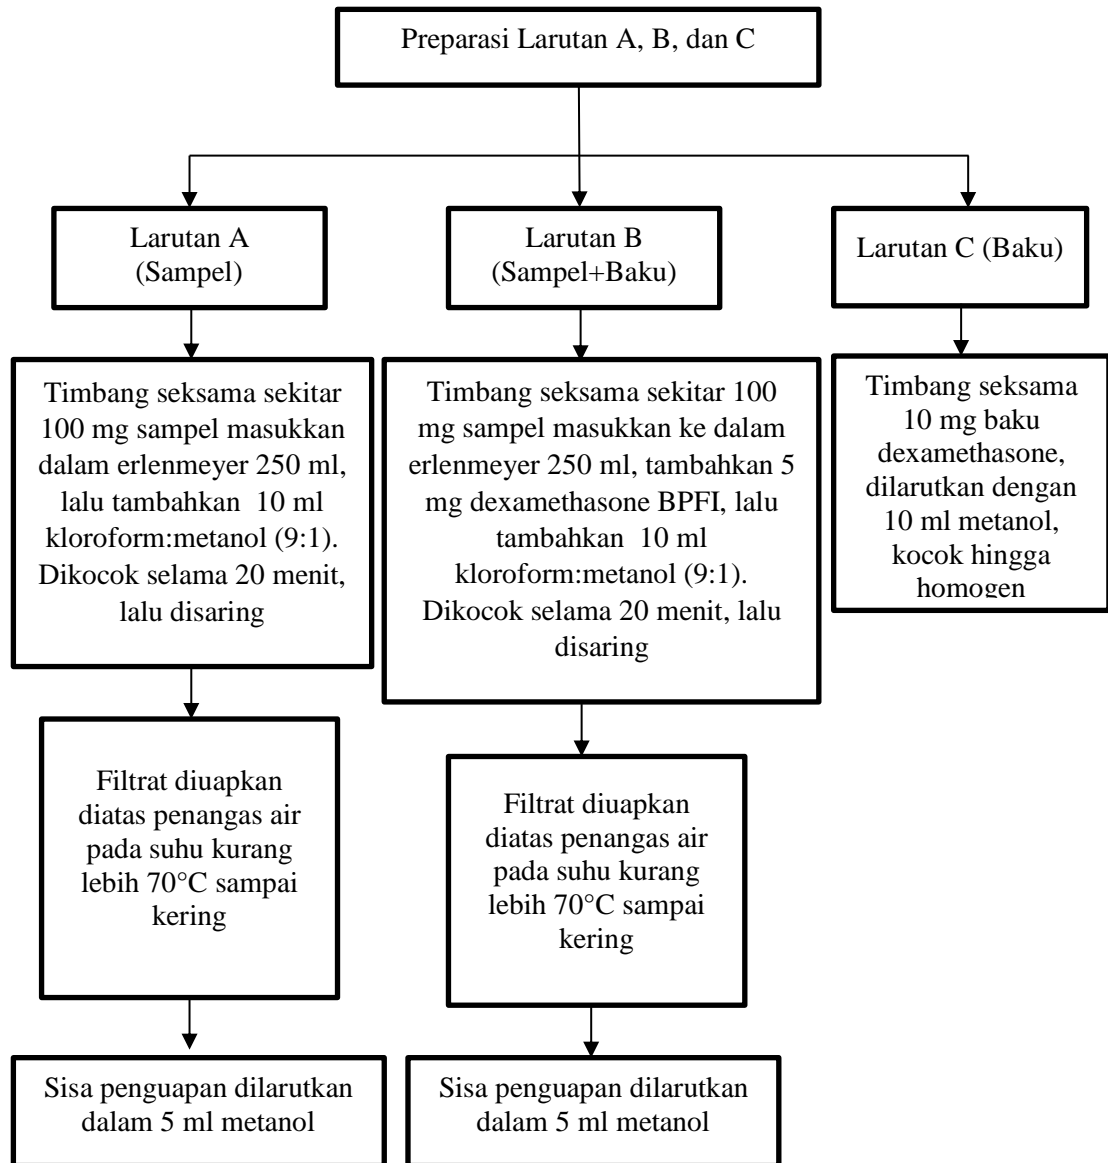 Preparasi Larutan A, B, dan C
Larutan A
(Sampel)
Larutan B
(Sampel+Baku)
Larutan C (Baku)
Timbang seksama sekitar
100 mg sampel masukkan
dalam erlenmeyer 250 ml,
lalu tambahkan 10 ml
kloroform:metanol (9:1).
Dikocok selama 20 menit,
lalu disaring
Timbang seksama sekitar 100
mg sampel masukkan ke dalam
erlenmeyer 250 ml, tambahkan 5
mg dexamethasone BPFI, lalu
tambahkan 10 ml
kloroform:metanol (9:1).
Dikocok selama 20 menit, lalu
disaring
Timbang seksama
10 mg baku
dexamethasone,
dilarutkan dengan
10 ml metanol,
kocok hingga
homogen
Filtrat diuapkan
diatas penangas air
pada suhu kurang
lebih 70°C sampai
kering
Filtrat diuapkan
diatas penangas air
pada suhu kurang
lebih 70°C sampai
kering
Sisa penguapan dilarutkan
dalam 5 ml metanol
Sisa penguapan dilarutkan
dalam 5 ml metanol